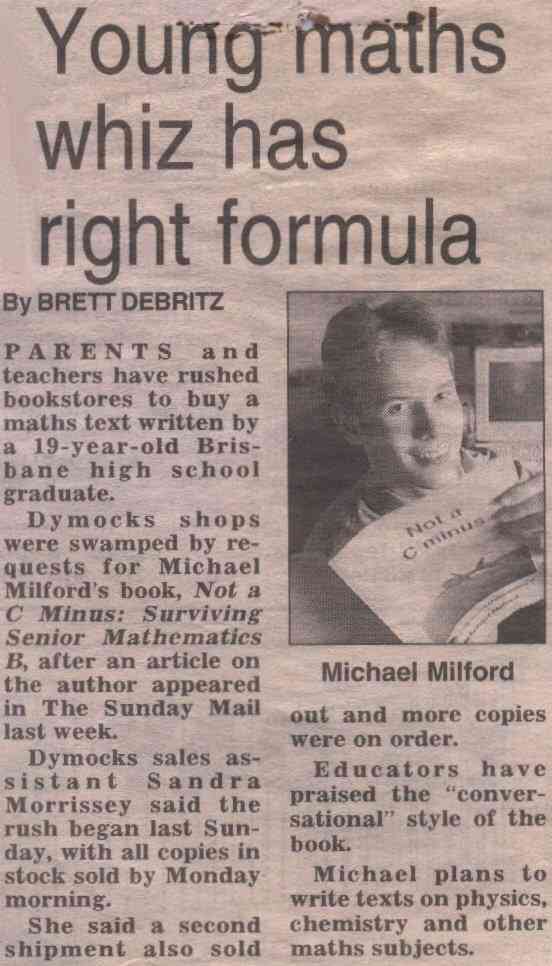 Young maths
whiz has
right formula
By BRETT DEBRITZ
PARENTS and
teachers have rushed
bookstores to buy a
maths text written by
a 19-year-old Bris-
bane high school
graduate.
Dymocks shops
were swamped by re-
quests for Michael
Milford's book, Not a
C Minus: Surviving
Senior Mathematics
B, after an article on
the author appeared
in The Sunday Mail
last week.
Dymocks sales as-
sistant Sandra
Morrissey said the
rush began last Sun-
day, with all copies in
stock sold by Monday
morning.
She said a second
shipment also sold
Not a
C minus
Michael Milford
out and more copies
were on order.
Educators have
praised the “conver-
sational” style of the
book.
Michael plans to
write texts on physics,
chemistry and other
maths subjects.